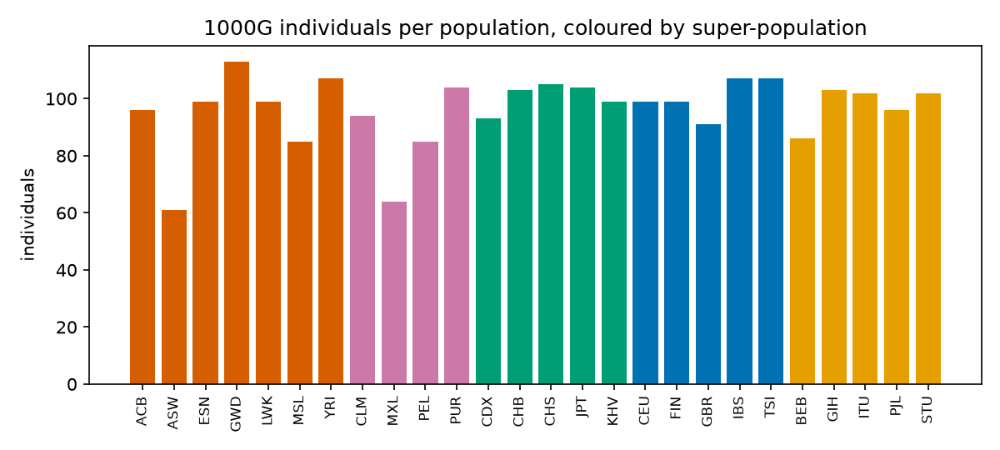 1000G individuals per population, coloured by super-population
individuals
100
80
60
40
20
0
ACB ASW ESN GWD LWK MSL YRI CLM MXL PEL PUR CDX CHB CHS JPT KHV CEU FIN GBR IBS TSI BEB GIH ITU PJL STU